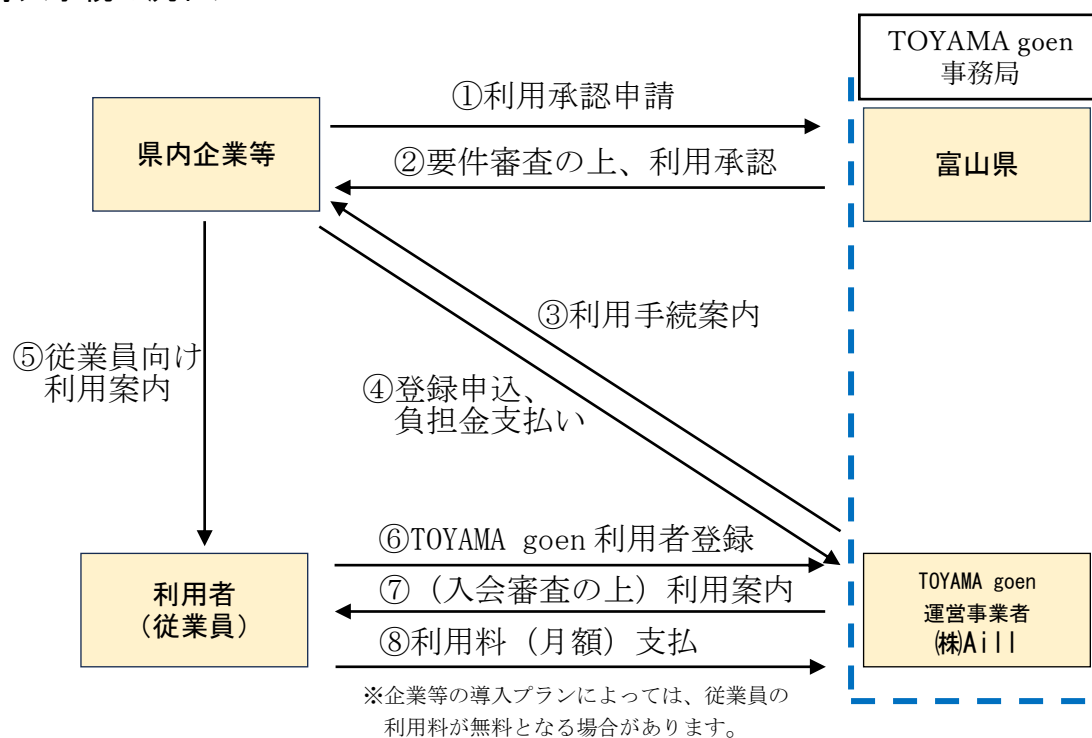 TOYAMA goen
事務局
①利用承認申請
県内企業等
②要件審査の上、利用承認
富山県
③利用手続案内
⑤従業員向け
利用案内
④登録申込、
負担金支払い
⑥TOYAMA goen 利用者登録
利用者
(従業員)
⑦（入会審査の上）利用案内
TOYAMA goen
運営事業者
㈱Aill
⑧利用料（月額）支払
※企業等の導入プランによっては、従業員の
利用料が無料となる場合があります。